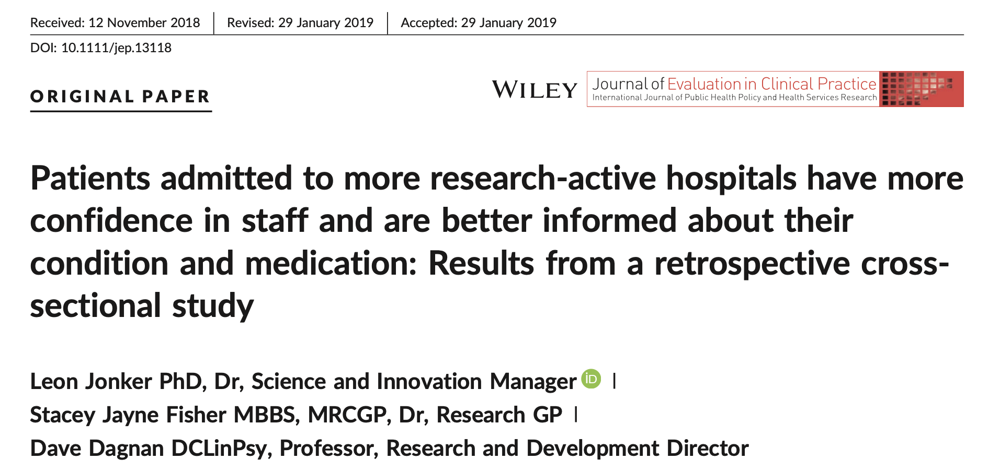 Received: 12 November 2018 | Revised: 29 January 2019 | Accepted: 29 January 2019
DOI: 10.1111/jep.13118
ORIGINAL PAPER
WILEY
Journal of Evaluation in Clinical Practice
International Journal of Public Health Policy and Health Services Research
Patients admitted to more research-active hospitals have more
confidence in staff and are better informed about their
condition and medication: Results from a retrospective cross-
sectional study
Leon Jonker PhD, Dr, Science and Innovation Manager iD |
Stacey Jayne Fisher MBBS, MRCGP, Dr, Research GP |
Dave Dagnan DCLinPsy, Professor, Research and Development Director